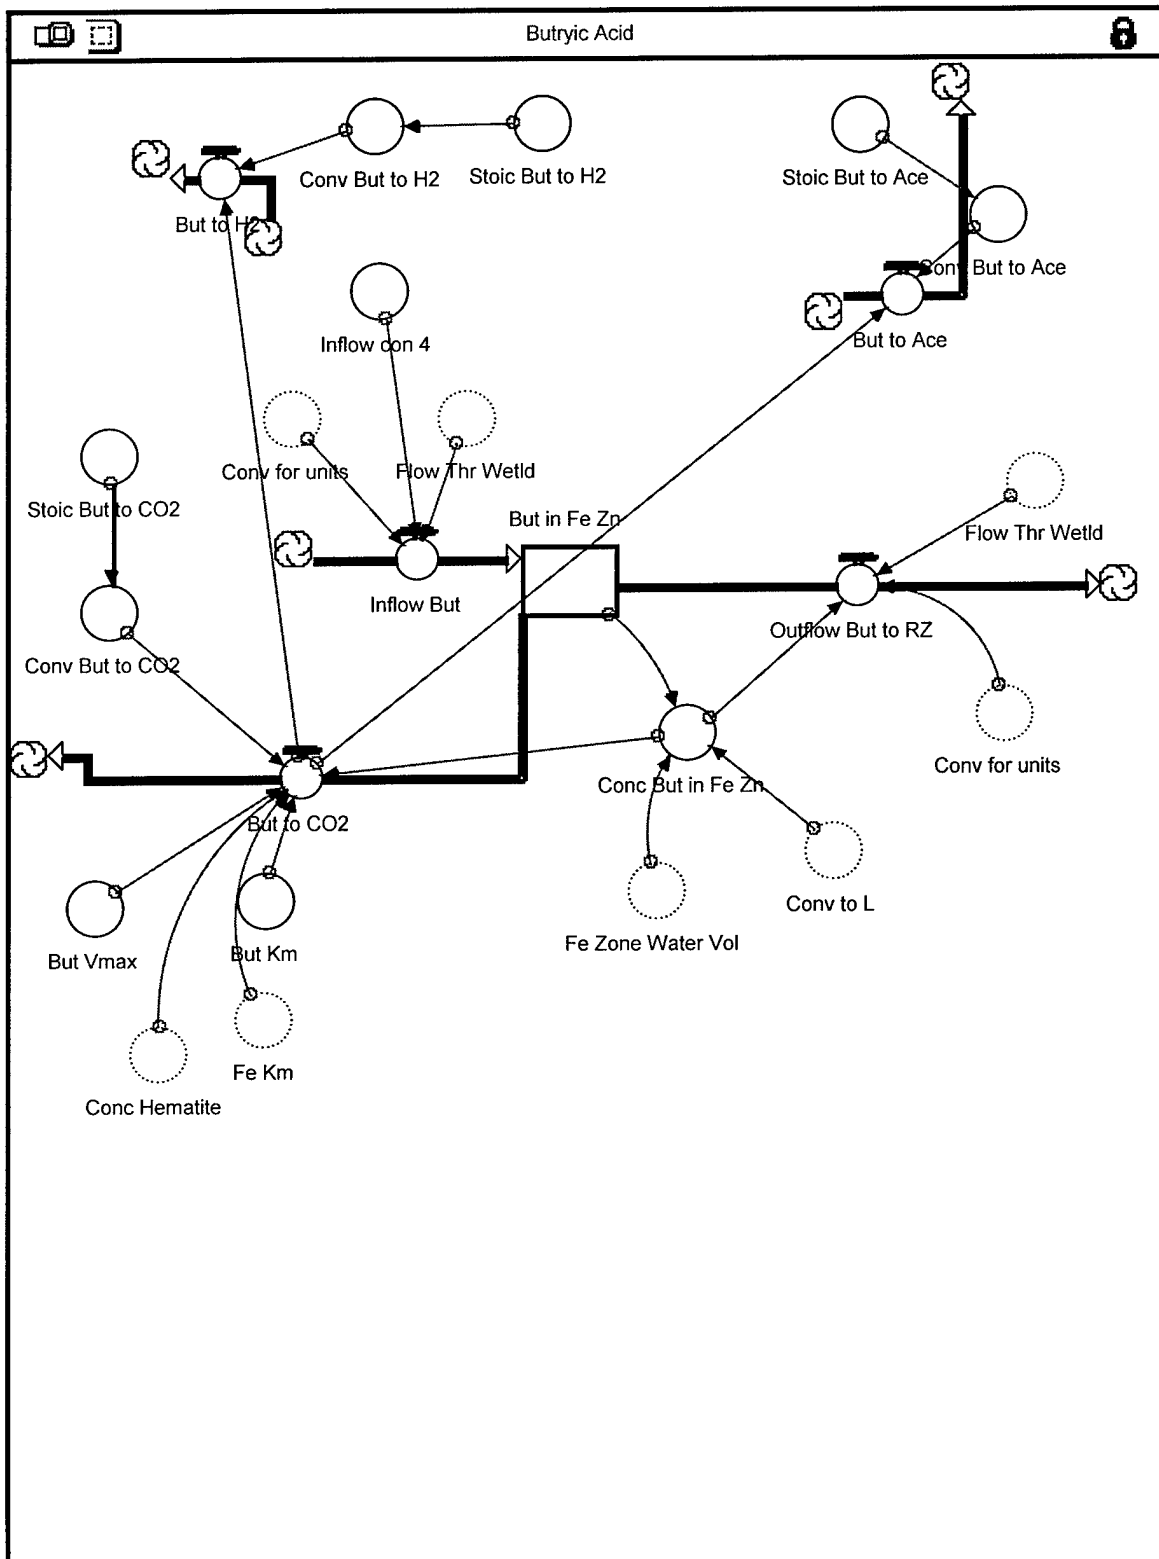 Butryic Acid
Conv But to H2
Stoic But to H2
Stoic But to Ace
But to H2
Conv But to Ace
Inflow con 4
But to Ace
Conv for units
Flow Thr Wetld
Stoic But to CO2
But in Fe Zn
Flow Thr Wetld
Inflow But
Outflow But to RZ
Conv But to CO2
Conv for units
Conc But in Fe Zn
But to CO2
Conv to L
Fe Zone Water Vol
But Km
But Vmax
Fe Km
Conc Hematite